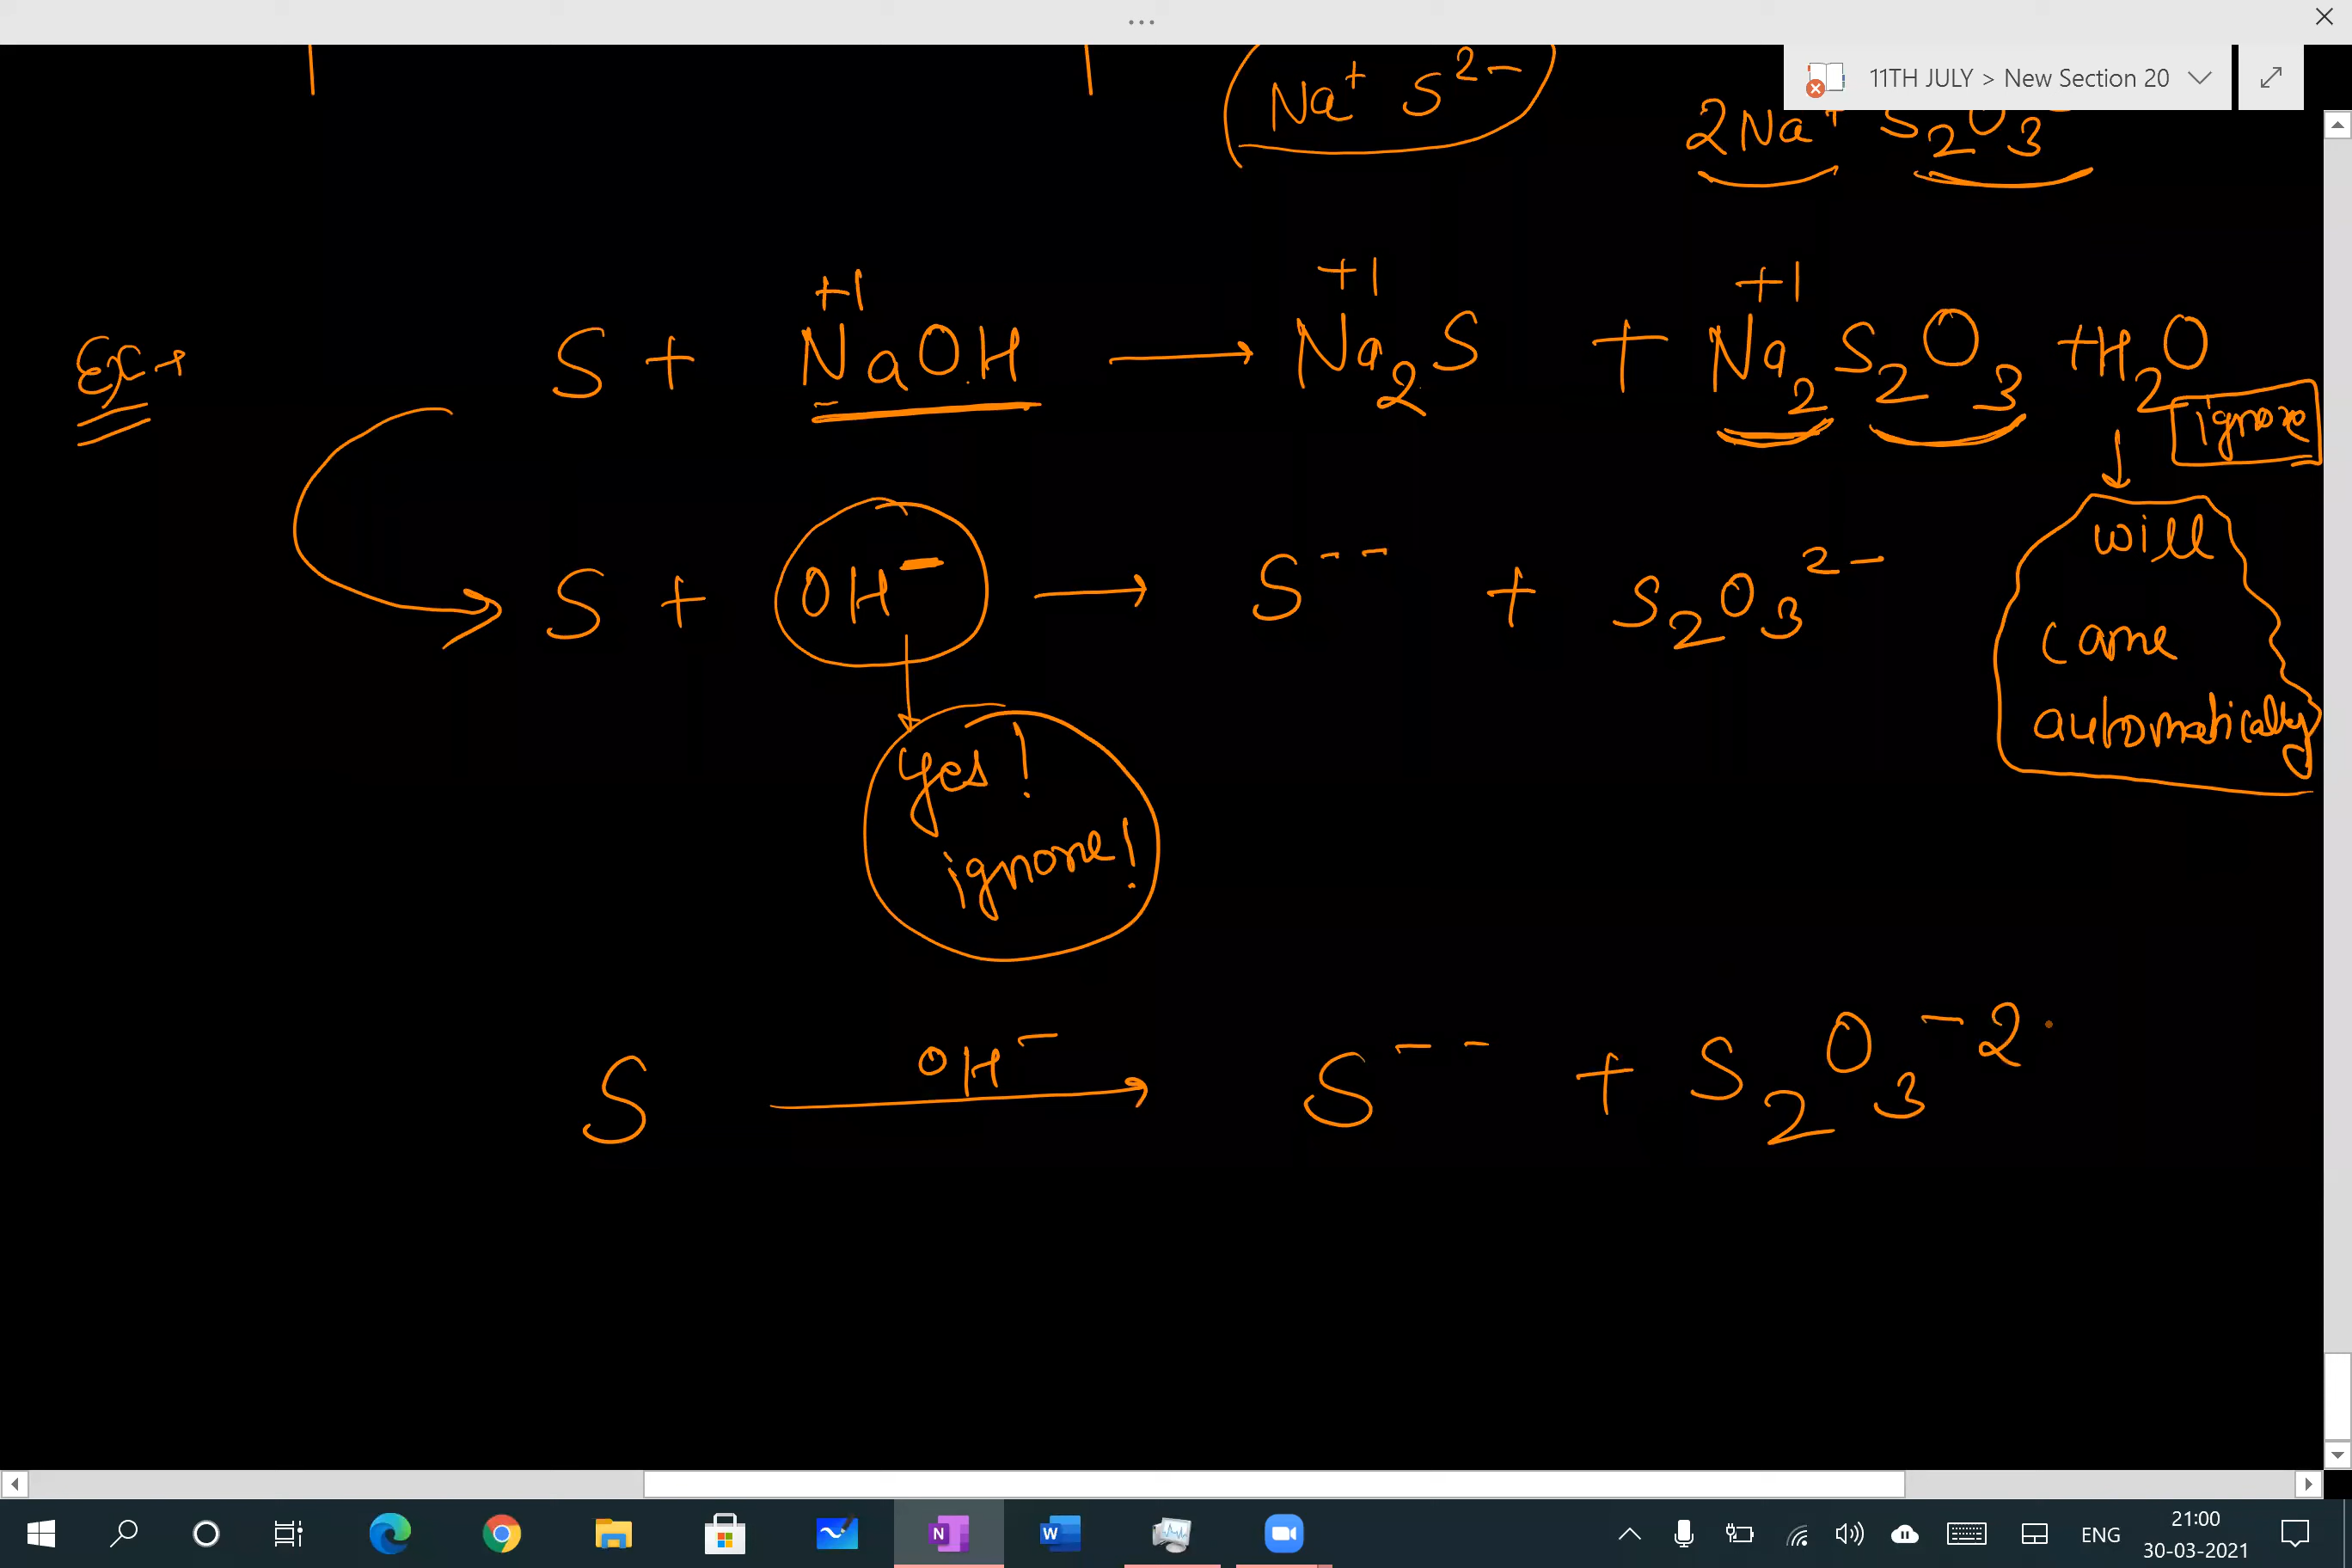 ...
Na⁺ S²⁻
11TH JULY > New Section 20
2Na⁺ S₂O₃
+1 +1 +1
Ex→ S + NaOH → Na₂S + Na₂S₂O₃ + H₂O
ignore
S + OH⁻ → S⁻⁻ + S₂O₃²⁻
will
come
automatically
yes!
ignore!
S —OH⁻→ S⁻⁻ + S₂O₃⁻²
ENG
21:00
30-03-2021